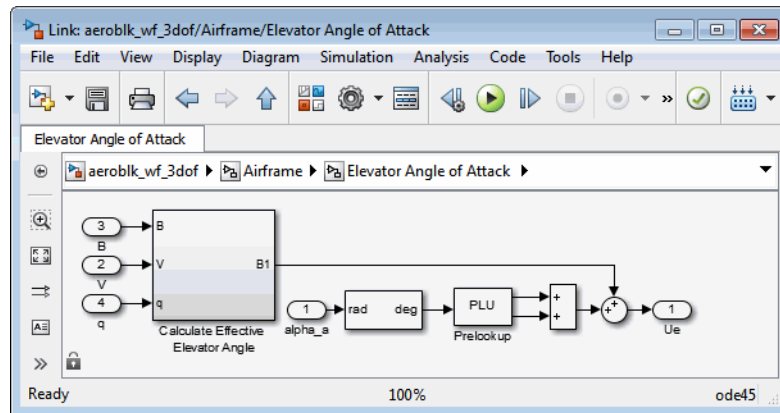 Link: aeroblk_wf_3dof/Airframe/Elevator Angle of Attack
File Edit View Display Diagram Simulation Analysis Code Tools Help
»
Elevator Angle of Attack
aeroblk_wf_3dof Airframe Elevator Angle of Attack
3
B
B
2
V
V
B1
4
q
q
Calculate Effective
Elevator Angle
1
alpha_a
rad deg
PLU
Prelookup
+
+
+
+
1
Ue
A
»
Ready 100% ode45